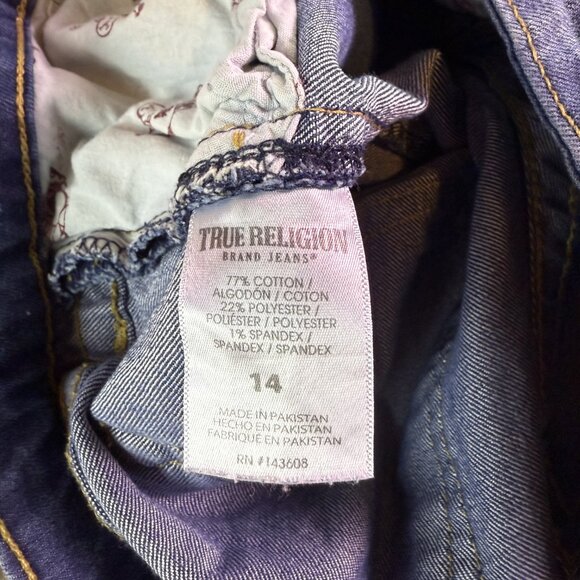 TRUE RELIGION
BRAND JEANS®
77% COTTON /
ALGODÓN / COTON
22% POLYESTER /
POLIÉSTER / POLYESTER
1% SPANDEX /
SPANDEX / SPANDEX
14
MADE IN PAKISTAN
HECHO EN PAKISTAN
FABRIQUÉ EN PAKISTAN
RN #143608